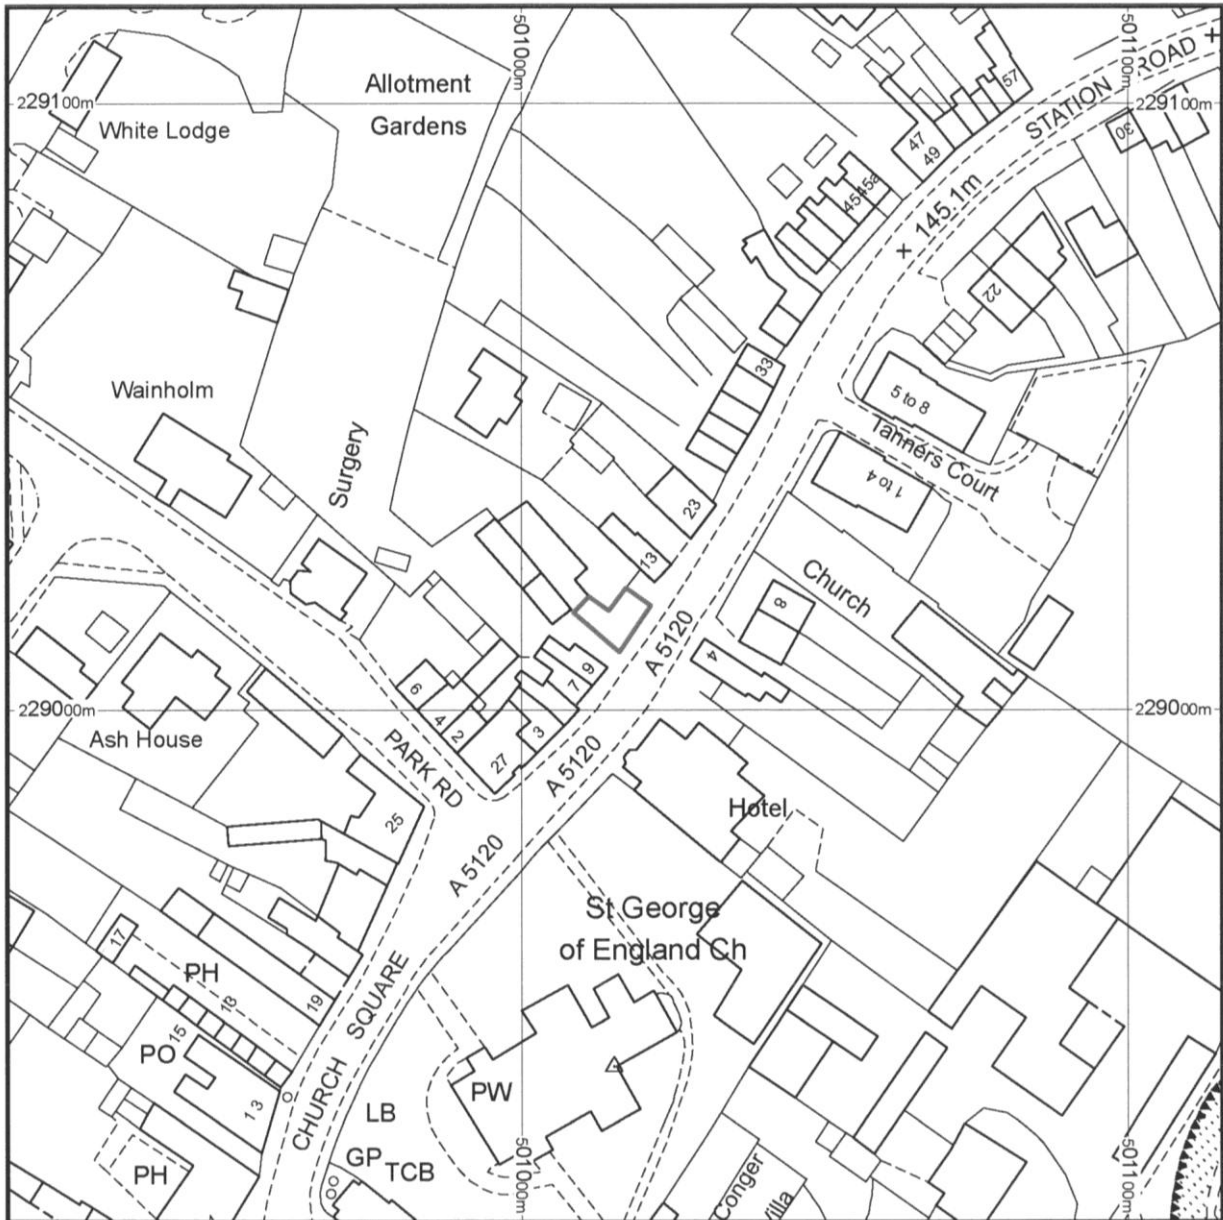 501000m
501100m
Allotment
Gardens
57
STATION ROAD
229100m
229100m
White Lodge
47
49
30
45
45a
145.1m
22
Wainholm
33
5 to 8
Tanners Court
Surgery
1 to 4
23
13
Church
8
A 5120
4
9
7
6
4
2
3
27
229000m
229000m
Ash House
PARK RD
A 5120
Hotel
25
A 5120
St George
of England Ch
17
PH
13
19
15
PO
CHURCH SQUARE
1 3
PW
LB
GP
TCB
PH
Conger
Villa
501000m
501100m